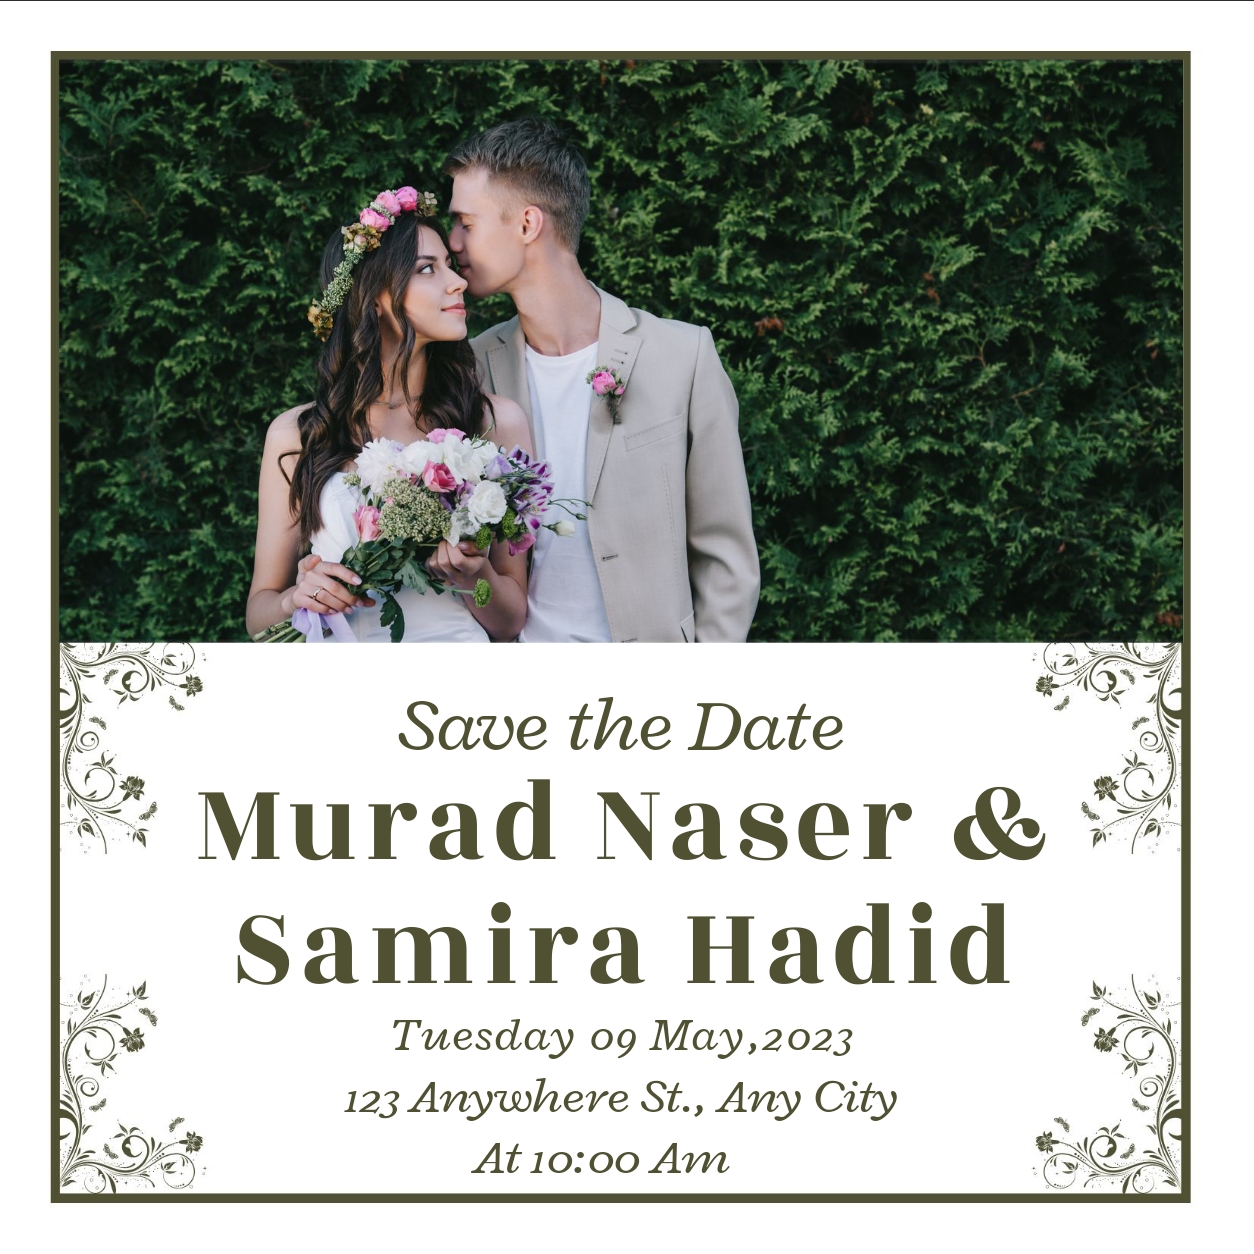 Save the Date
Murad Naser &
Samira Hadid
Tuesday 09 May,2023
123 Anywhere St., Any City
At 10:00 Am